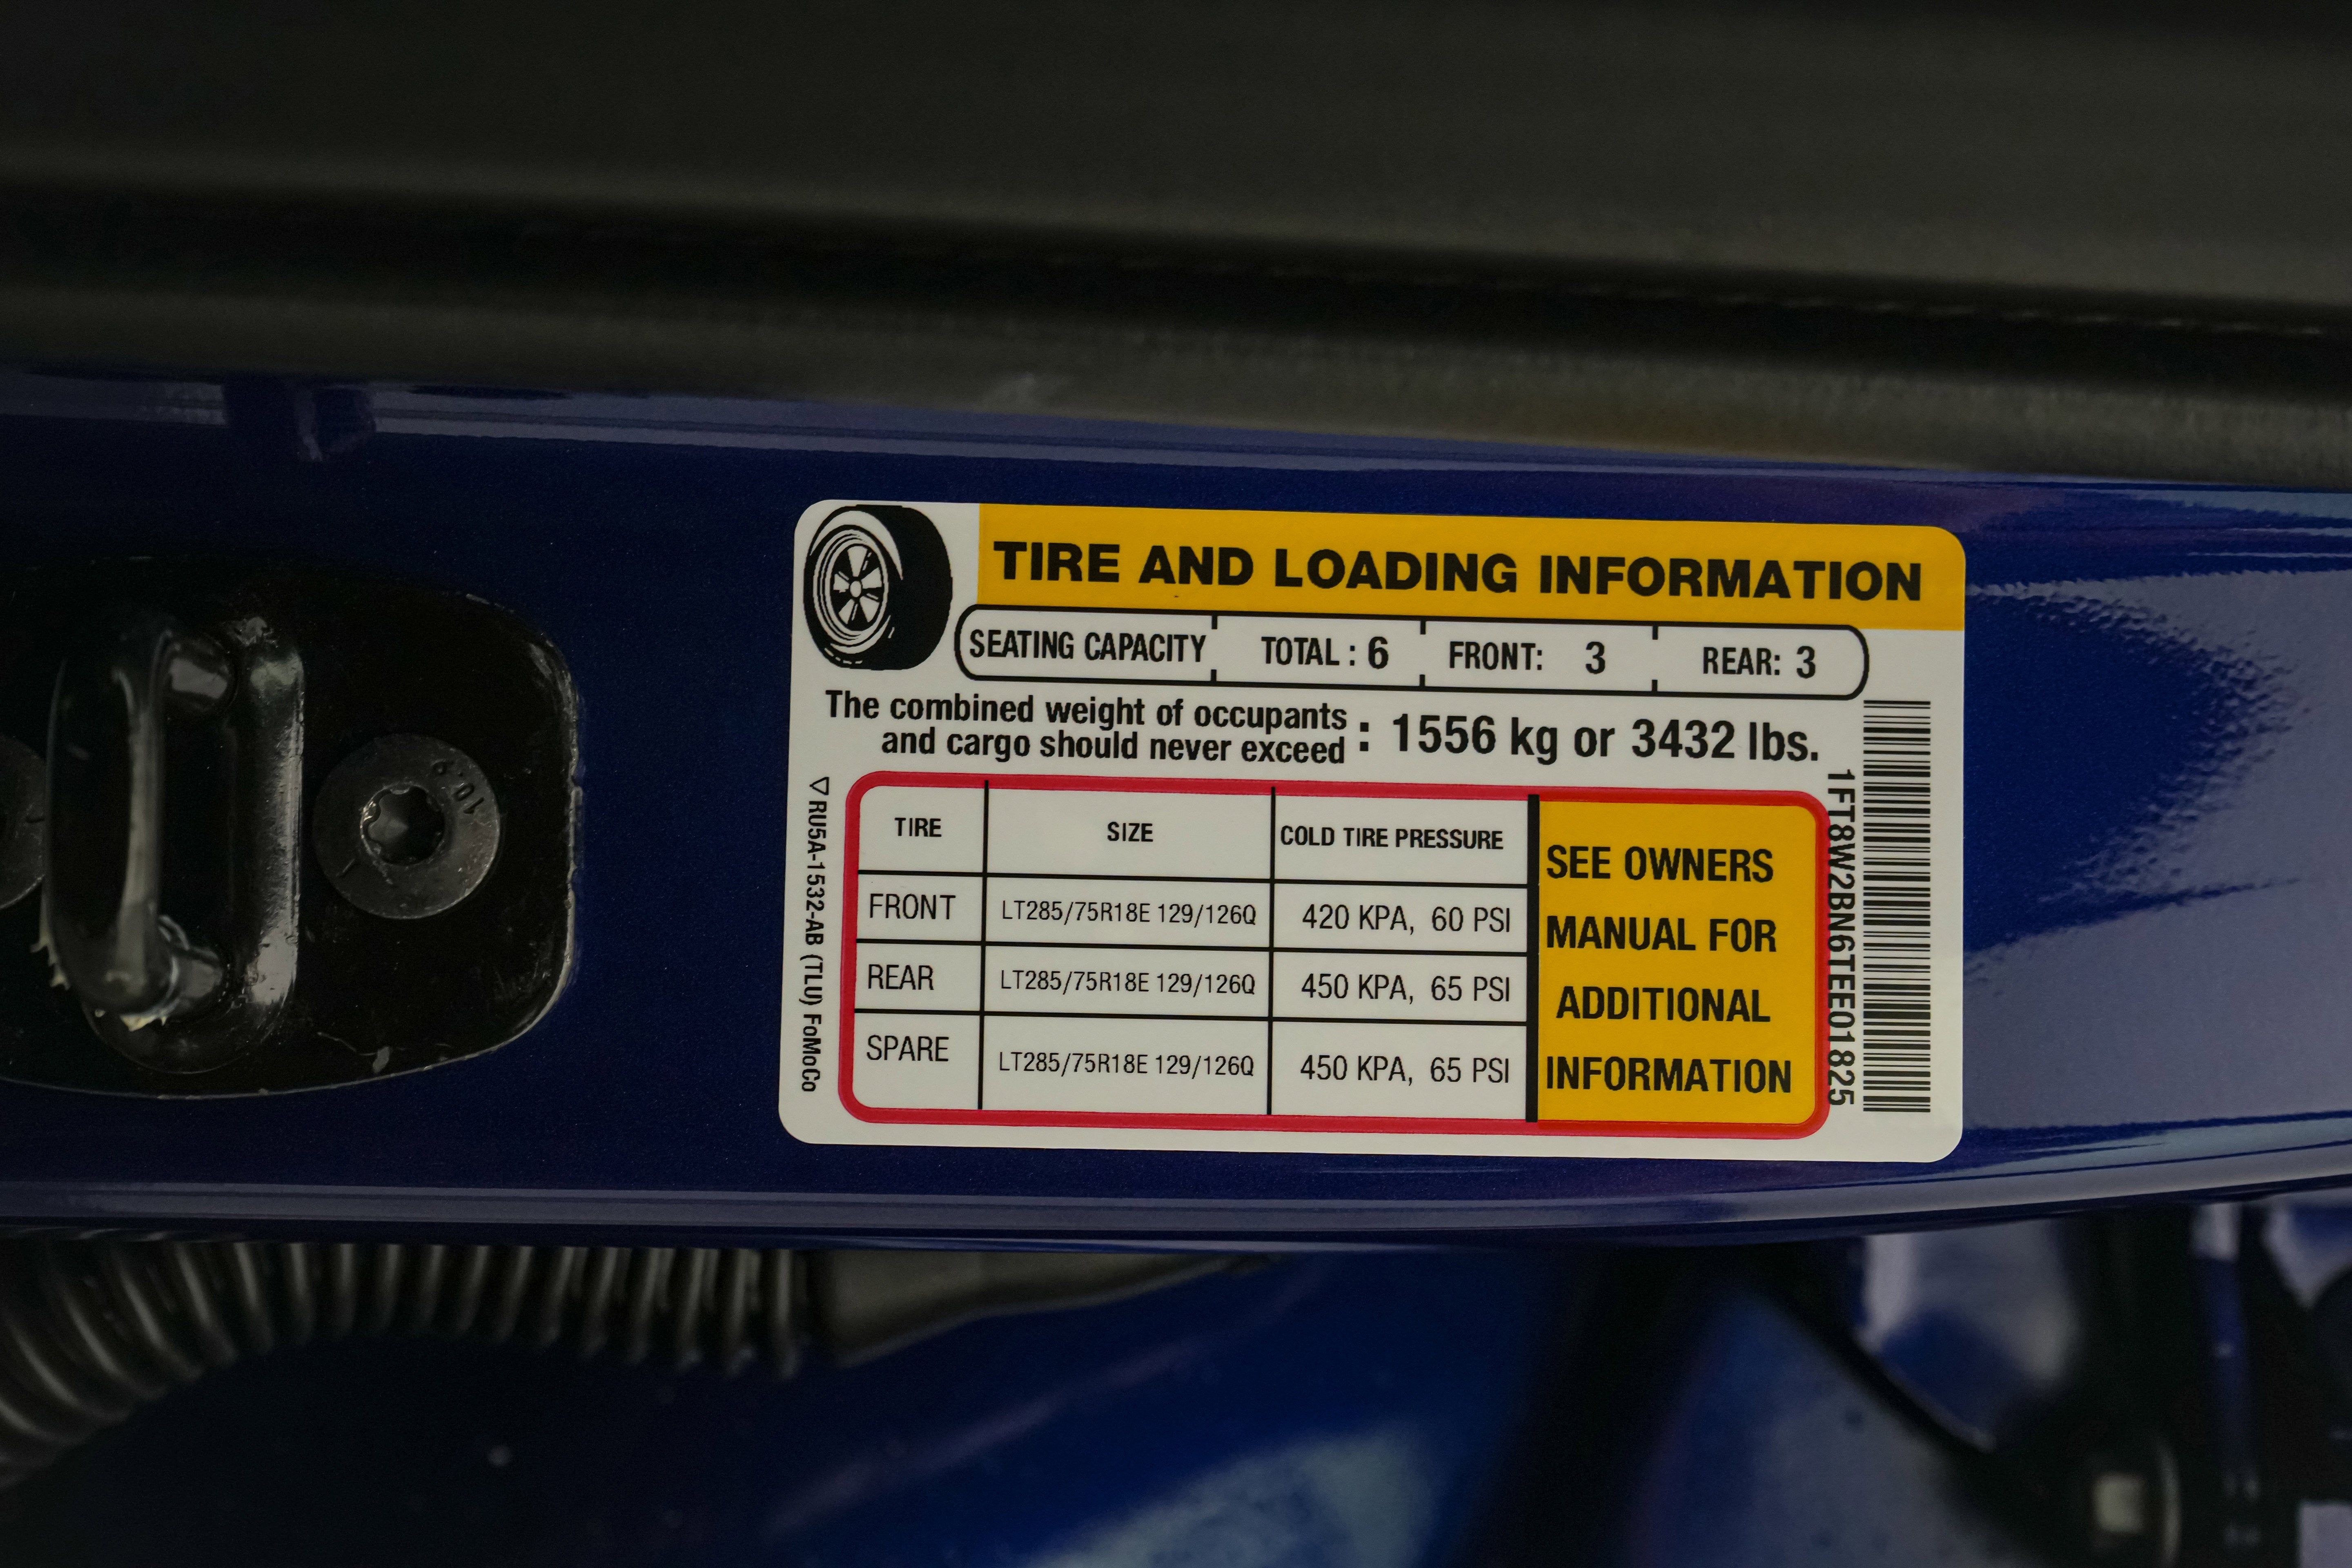 TIRE AND LOADING INFORMATION
SEATING CAPACITY TOTAL : 6 FRONT: 3 REAR: 3
The combined weight of occupants
and cargo should never exceed : 1556 kg or 3432 lbs.
TIRE SIZE COLD TIRE PRESSURE
FRONT LT285/75R18E 129/126Q 420 KPA, 60 PSI
REAR LT285/75R18E 129/126Q 450 KPA, 65 PSI
SPARE LT285/75R18E 129/126Q 450 KPA, 65 PSI
SEE OWNERS
MANUAL FOR
ADDITIONAL
INFORMATION
1FT8W2BN6TEE01825
RU5A-1532-AB (TLU) FoMoCo
10.9